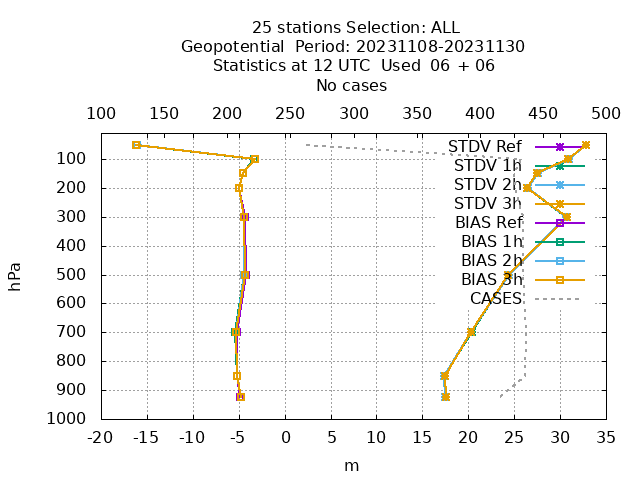 25 stations Selection: ALL
Geopotential  Period: 20231108-20231130
Statistics at 12 UTC  Used  06 + 06
No cases
100 150 200 250 300 350 400 450 500
STDV Ref
STDV 1h
STDV 2h
STDV 3h
BIAS Ref
BIAS 1h
BIAS 2h
BIAS 3h
CASES
hPa
100
200
300
400
500
600
700
800
900
1000
-20 -15 -10 -5 0 5 10 15 20 25 30 35
m